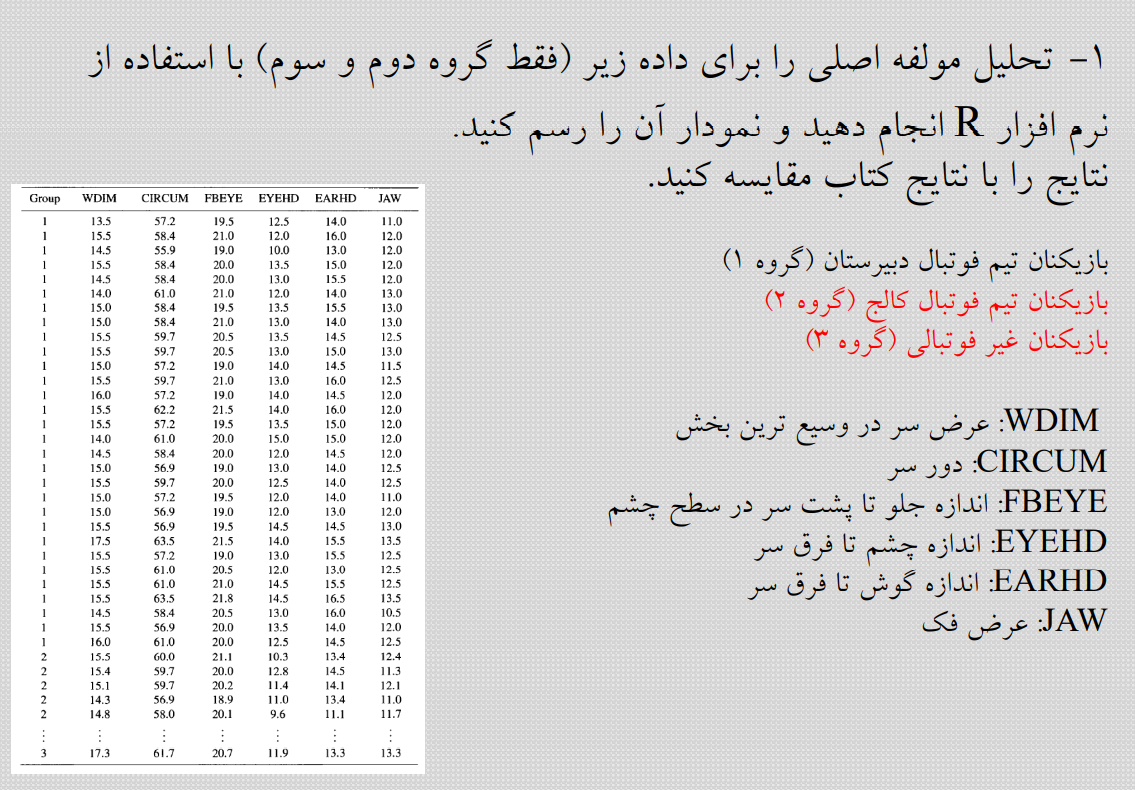 ۱- تحلیل مولفه اصلی را برای داده زیر (فقط گروه دوم و سوم) با استفاده از
نرم افزار R انجام دهید و نمودار آن را رسم کنید.
نتایج را با نتایج کتاب مقایسه کنید.
بازیکنان تیم فوتبال دبیرستان (گروه ۱)
بازیکنان تیم فوتبال کالج (گروه ۲)
بازیکنان غیر فوتبالی (گروه ۳)
WDIM: عرض سر در وسیع ترین بخش
CIRCUM: دور سر
FBEYE: اندازه جلو تا پشت سر در سطح چشم
EYEHD: اندازه چشم تا فرق سر
EARHD: اندازه گوش تا فرق سر
JAW: عرض فک
Group WDIM CIRCUM FBEYE EYEHD EARHD JAW
1 13.5 57.2 19.5 12.5 14.0 11.0
1 15.5 58.4 21.0 12.0 16.0 12.0
1 14.5 55.9 19.0 10.0 13.0 12.0
1 15.5 58.4 20.0 13.5 15.0 12.0
1 14.5 58.4 20.0 13.0 15.5 12.0
1 14.0 61.0 21.0 12.0 14.0 13.0
1 15.0 58.4 19.5 13.5 15.5 13.0
1 15.0 58.4 21.0 13.0 14.0 13.0
1 15.5 59.7 20.5 13.5 14.5 12.5
1 15.5 59.7 20.5 13.0 15.0 13.0
1 15.0 57.2 19.0 14.0 14.5 11.5
1 15.5 59.7 21.0 13.0 16.0 12.5
1 16.0 57.2 19.0 14.0 14.5 12.0
1 15.5 62.2 21.5 14.0 16.0 12.0
1 15.5 57.2 19.5 13.5 15.0 12.0
1 14.0 61.0 20.0 15.0 15.0 12.0
1 14.5 58.4 20.0 12.0 14.5 12.0
1 15.0 56.9 19.0 13.0 14.0 12.5
1 15.5 59.7 20.0 12.5 14.0 12.5
1 15.0 57.2 19.5 12.0 14.0 11.0
1 15.0 56.9 19.0 12.0 13.0 12.0
1 15.5 56.9 19.5 14.5 14.5 13.0
1 17.5 63.5 21.5 14.0 15.5 13.5
1 15.5 57.2 19.0 13.0 15.5 12.5
1 15.5 61.0 20.5 12.0 13.0 12.5
1 15.5 61.0 21.0 14.5 15.5 12.5
1 15.5 63.5 21.8 14.5 16.5 13.5
1 14.5 58.4 20.5 13.0 16.0 10.5
1 15.5 56.9 20.0 13.5 14.0 12.0
1 16.0 61.0 20.0 12.5 14.5 12.5
2 15.5 60.0 21.1 10.3 13.4 12.4
2 15.4 59.7 20.0 12.8 14.5 11.3
2 15.1 59.7 20.2 11.4 14.1 12.1
2 14.3 56.9 18.9 11.0 13.4 11.0
2 14.8 58.0 20.1 9.6 11.1 11.7
⋮ ⋮ ⋮ ⋮ ⋮ ⋮ ⋮
3 17.3 61.7 20.7 11.9 13.3 13.3